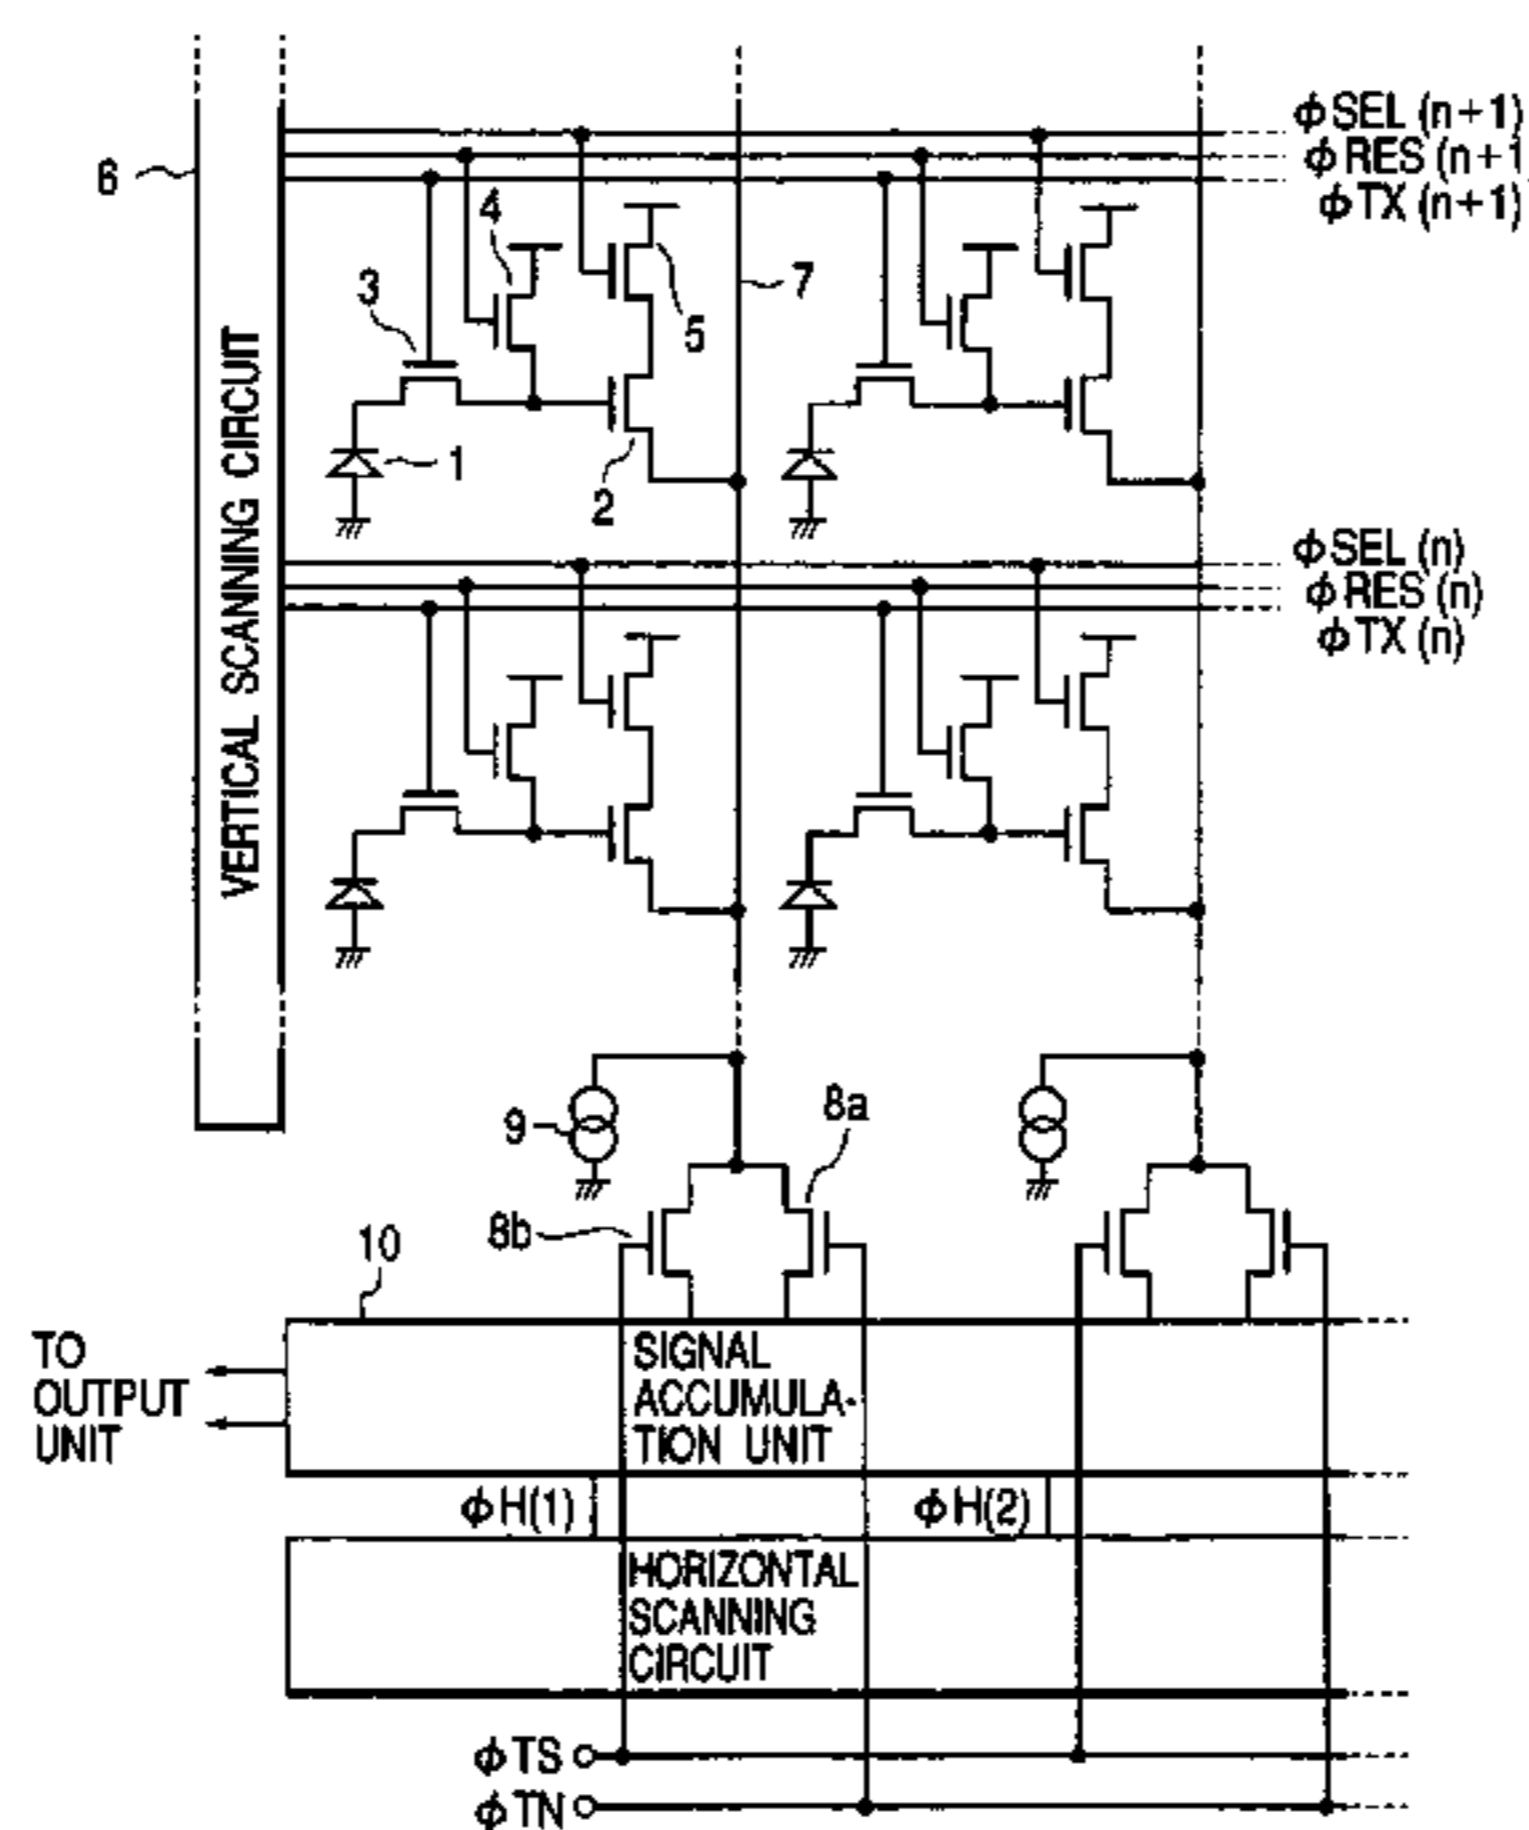 φSEL (n+1)
φRES (n+1
φTX (n+1)
6
4
3
7
5
1
2
VERTICAL SCANNING CIRCUIT
φSEL (n)
φRES (n)
φTX (n)
9
8a
8b
10
TO
OUTPUT
UNIT
SIGNAL
ACCUMULA-
TION UNIT
φH(1)
φH(2)
HORIZONTAL
SCANNING
CIRCUIT
φTS
φTN